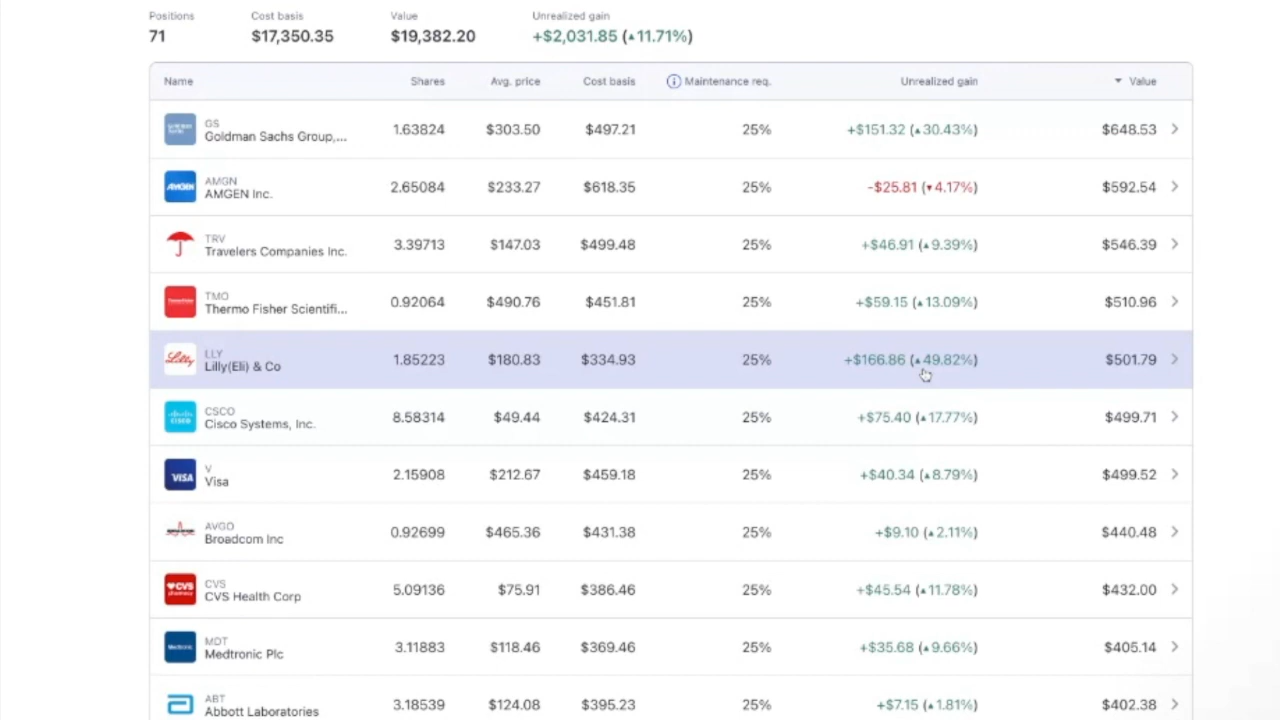 Positions Cost basis Value Unrealized gain
71 $17,350.35 $19,382.20 +$2,031.85 (▲11.71%)
Name Shares Avg. price Cost basis Maintenance req. Unrealized gain Value
GS
Goldman Sachs Group,... 1.63824 $303.50 $497.21 25% +$151.32 (▲30.43%) $648.53
AMGEN
AMGN
AMGEN Inc. 2.65084 $233.27 $618.35 25% -$25.81 (▼4.17%) $592.54
TRV
Travelers Companies Inc. 3.39713 $147.03 $499.48 25% +$46.91 (▲9.39%) $546.39
TMO
Thermo Fisher Scientifi... 0.92064 $490.76 $451.81 25% +$59.15 (▲13.09%) $510.96
Lilly
LLY
Lilly(Eli) & Co 1.85223 $180.83 $334.93 25% +$166.86 (▲49.82%) $501.79
CISCO
CSCO
Cisco Systems, Inc. 8.58314 $49.44 $424.31 25% +$75.40 (▲17.77%) $499.71
VISA
V
Visa 2.15908 $212.67 $459.18 25% +$40.34 (▲8.79%) $499.52
AVGO
Broadcom Inc 0.92699 $465.36 $431.38 25% +$9.10 (▲2.11%) $440.48
CVS
pharmacy
CVS
CVS Health Corp 5.09136 $75.91 $386.46 25% +$45.54 (▲11.78%) $432.00
Medtronic
MDT
Medtronic Plc 3.11883 $118.46 $369.46 25% +$35.68 (▲9.66%) $405.14
ABT
Abbott Laboratories 3.18539 $124.08 $395.23 25% +$7.15 (▲1.81%) $402.38